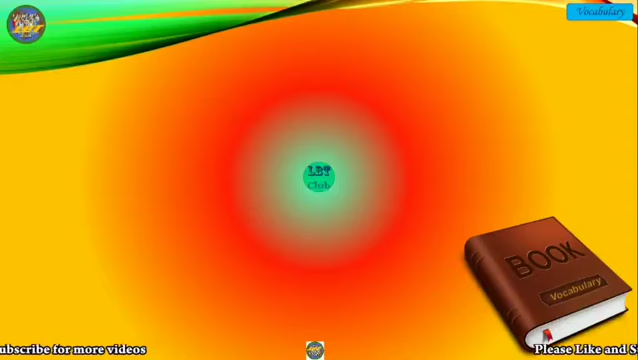 Vocabulary
LBT
Club
BOOK
Vocabulary
ubscribe for more videos
Please Like and S